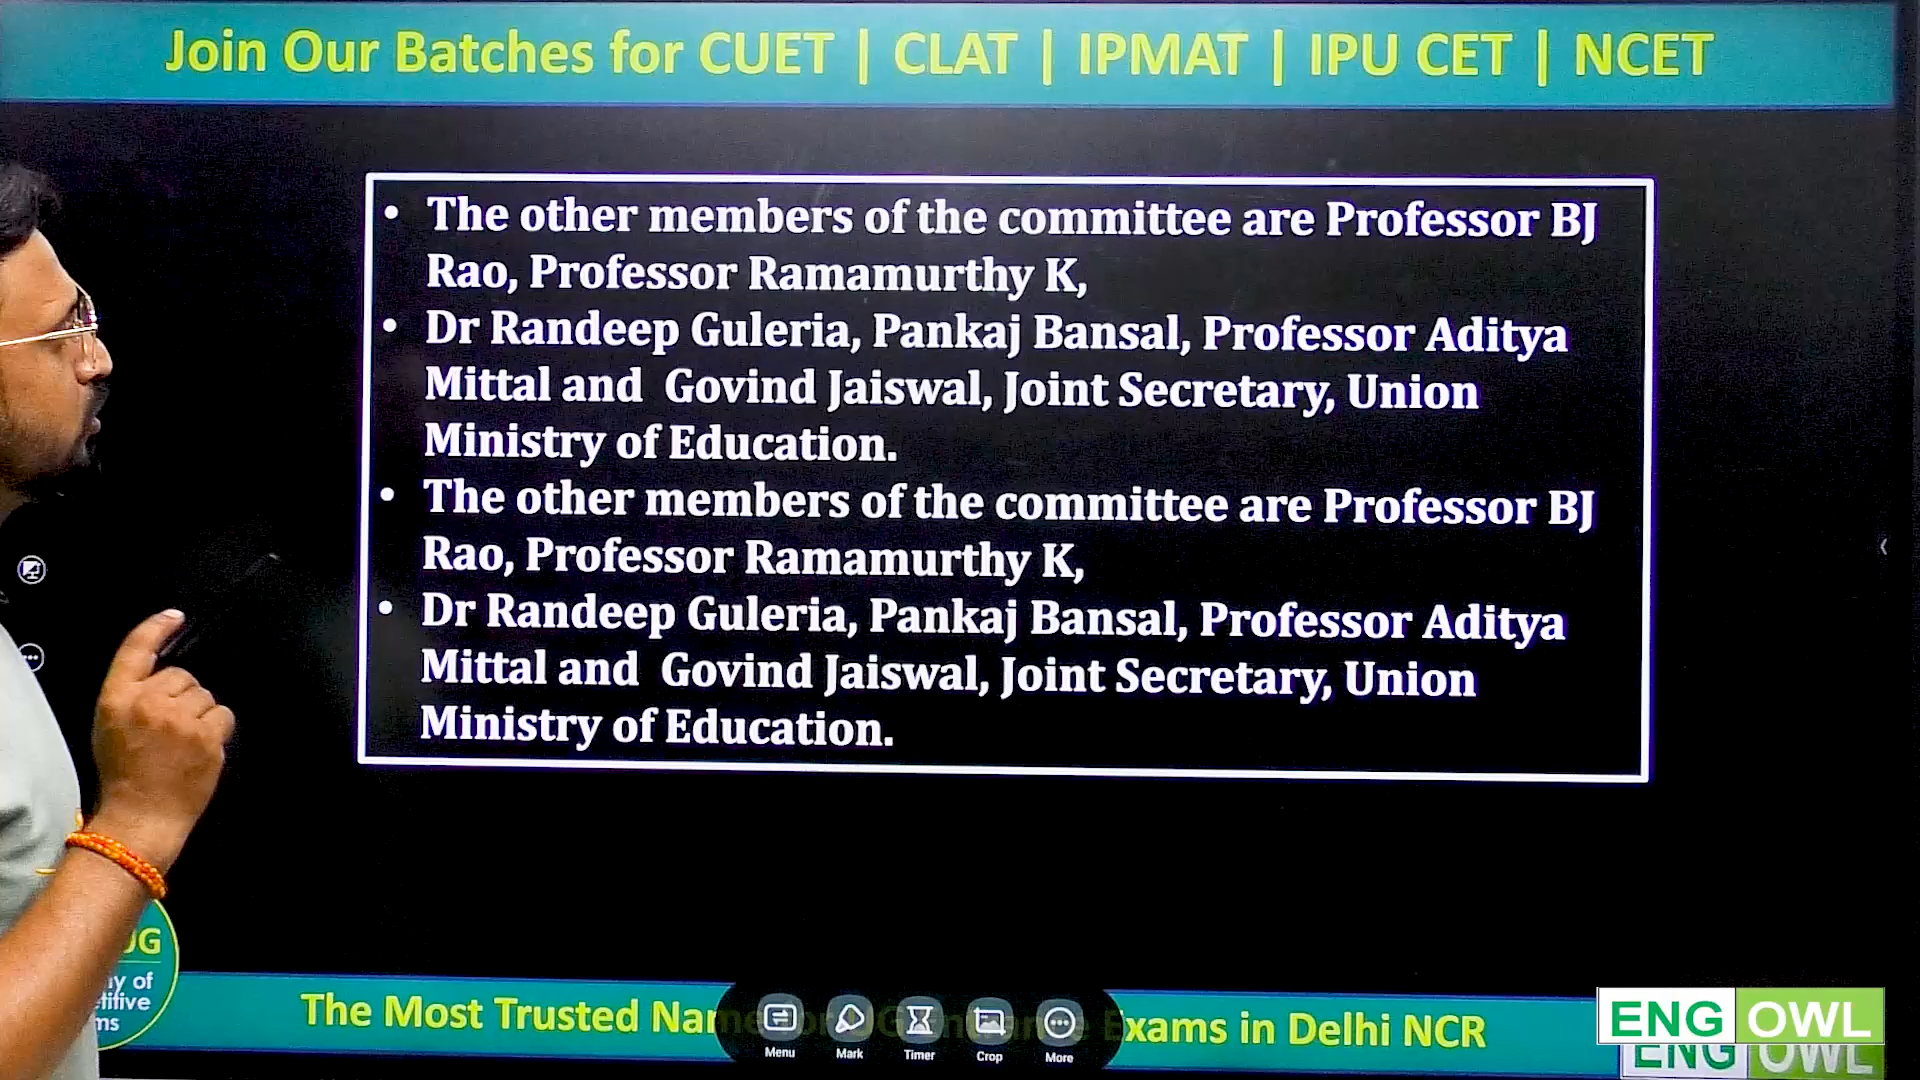 Join Our Batches for CUET | CLAT | IPMAT | IPU CET | NCET
• The other members of the committee are Professor BJ
Rao, Professor Ramamurthy K,
• Dr Randeep Guleria, Pankaj Bansal, Professor Aditya
Mittal and Govind Jaiswal, Joint Secretary, Union
Ministry of Education.
• The other members of the committee are Professor BJ
Rao, Professor Ramamurthy K,
• Dr Randeep Guleria, Pankaj Bansal, Professor Aditya
Mittal and Govind Jaiswal, Joint Secretary, Union
Ministry of Education.
The Most Trusted Exams in Delhi NCR
Menu Mark Timer Crop More
ENG OWL
ENG OWL